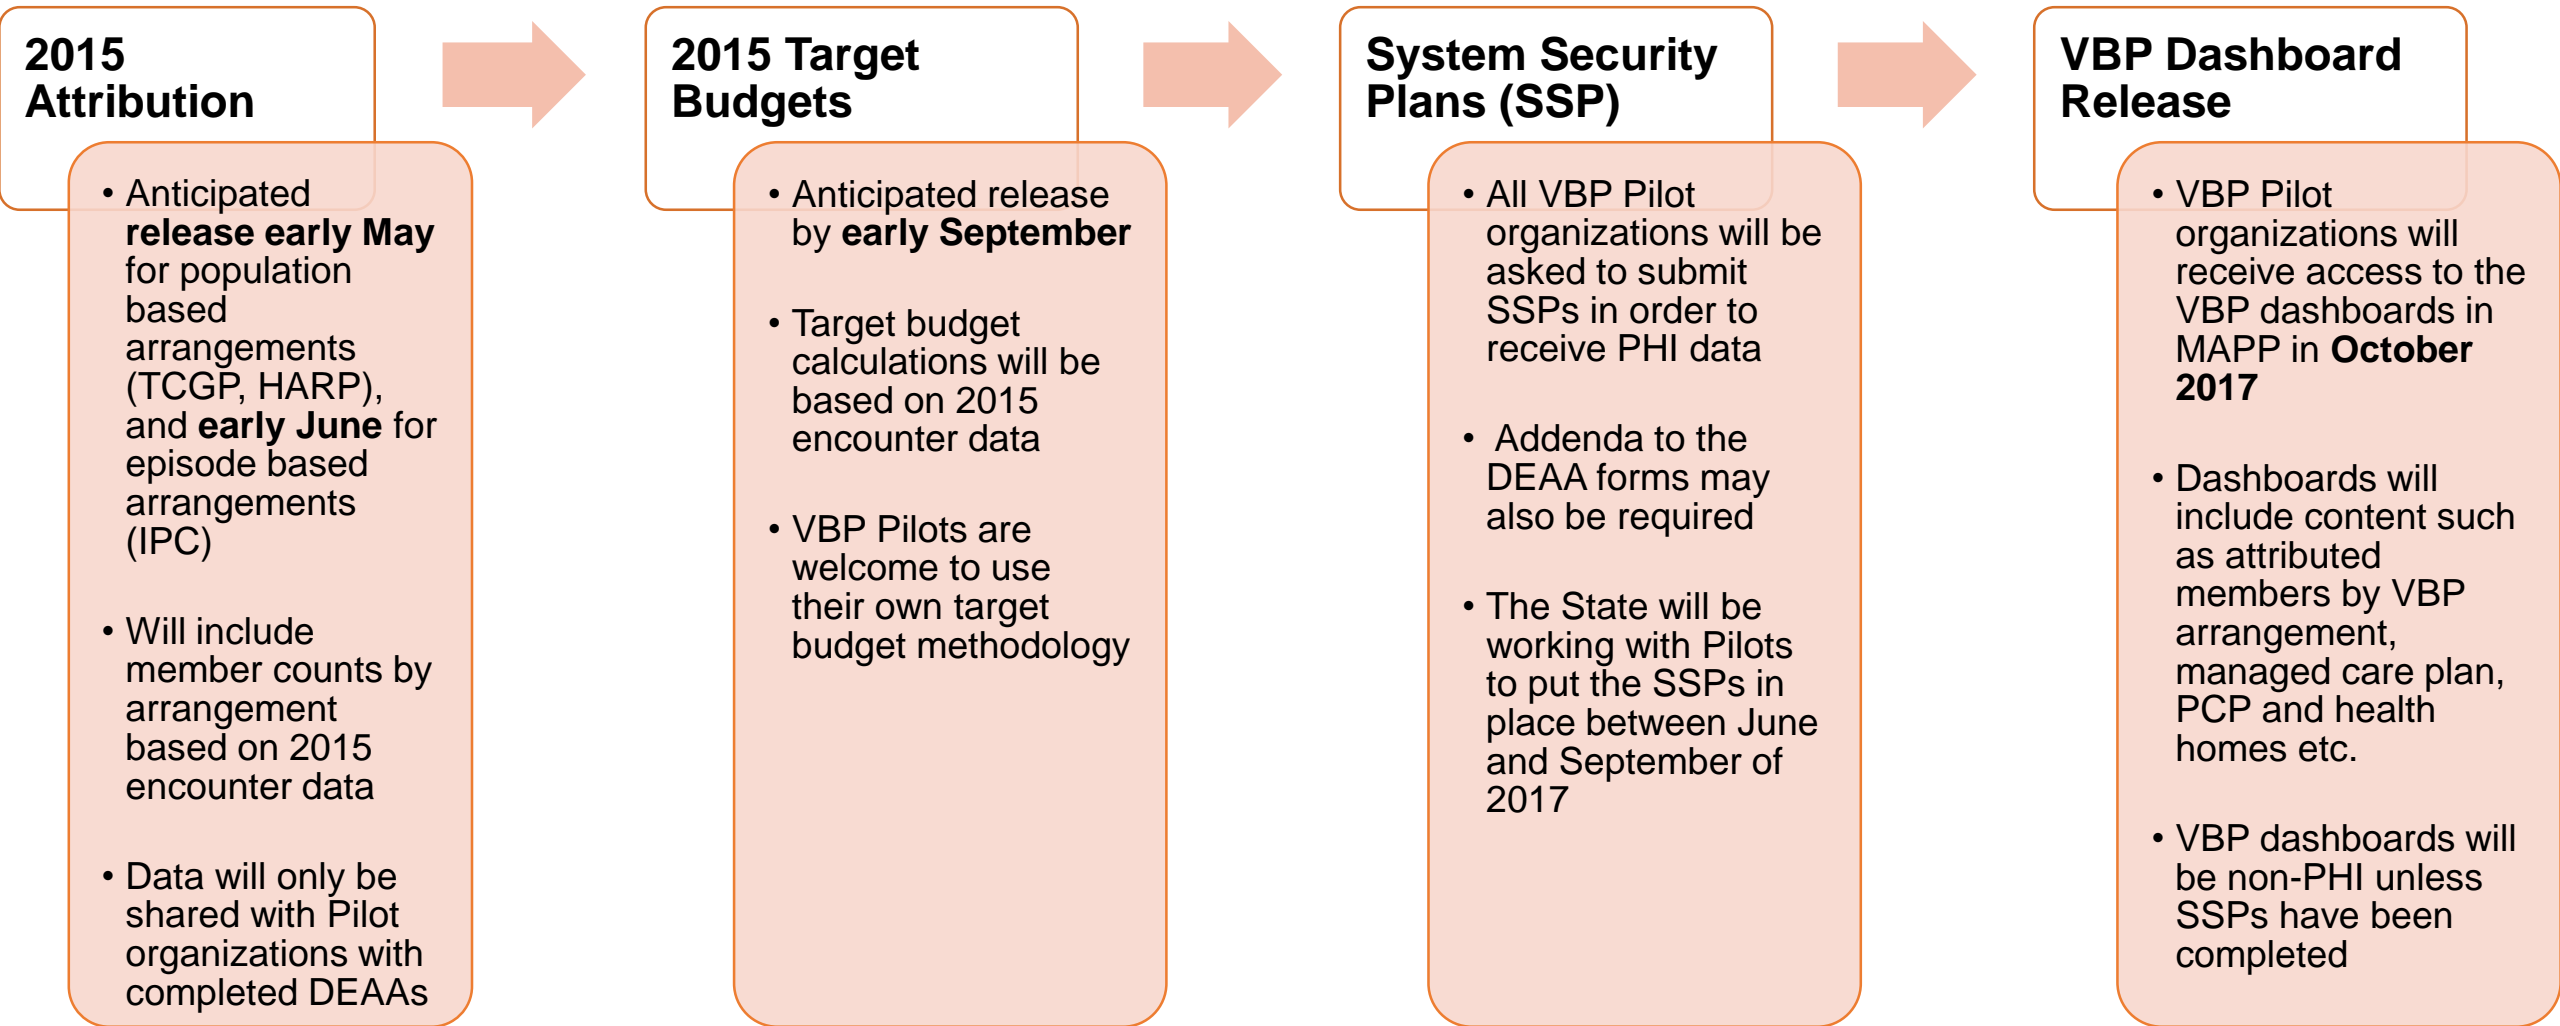 2015
Attribution
• Anticipated
release early May
for population
based
arrangements
(TCGP, HARP),
and early June for
episode based
arrangements
(IPC)
• Will include
member counts by
arrangement
based on 2015
encounter data
• Data will only be
shared with Pilot
organizations with
completed DEAAs
2015 Target
Budgets
• Anticipated release
by early September
• Target budget
calculations will be
based on 2015
encounter data
• VBP Pilots are
welcome to use
their own target
budget methodology
System Security
Plans (SSP)
• All VBP Pilot
organizations will be
asked to submit
SSPs in order to
receive PHI data
• Addenda to the
DEAA forms may
also be required
• The State will be
working with Pilots
to put the SSPs in
place between June
and September of
2017
VBP Dashboard
Release
• VBP Pilot
organizations will
receive access to the
VBP dashboards in
MAPP in October
2017
• Dashboards will
include content such
as attributed
members by VBP
arrangement,
managed care plan,
PCP and health
homes etc.
• VBP dashboards will
be non-PHI unless
SSPs have been
completed